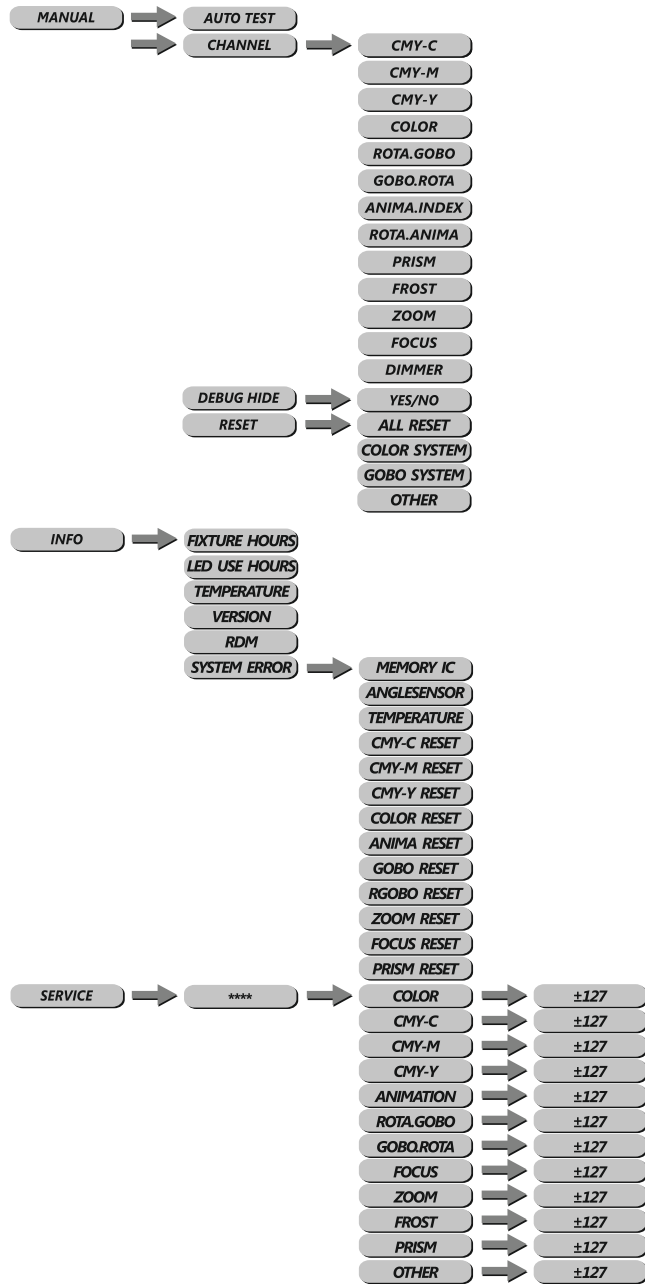 MANUAL AUTO TEST
CHANNEL CMY-C
CMY-M
CMY-Y
COLOR
ROTA.GOBO
GOBO.ROTA
ANIMA.INDEX
ROTA.ANIMA
PRISM
FROST
ZOOM
FOCUS
DIMMER
DEBUG HIDE YES/NO
RESET ALL RESET
COLOR SYSTEM
GOBO SYSTEM
OTHER
INFO FIXTURE HOURS
LED USE HOURS
TEMPERATURE
VERSION
RDM
SYSTEM ERROR MEMORY IC
ANGLESENSOR
TEMPERATURE
CMY-C RESET
CMY-M RESET
CMY-Y RESET
COLOR RESET
ANIMA RESET
GOBO RESET
RGOBO RESET
ZOOM RESET
FOCUS RESET
PRISM RESET
SERVICE **** COLOR ±127
CMY-C ±127
CMY-M ±127
CMY-Y ±127
ANIMATION ±127
ROTA.GOBO ±127
GOBO.ROTA ±127
FOCUS ±127
ZOOM ±127
FROST ±127
PRISM ±127
OTHER ±127